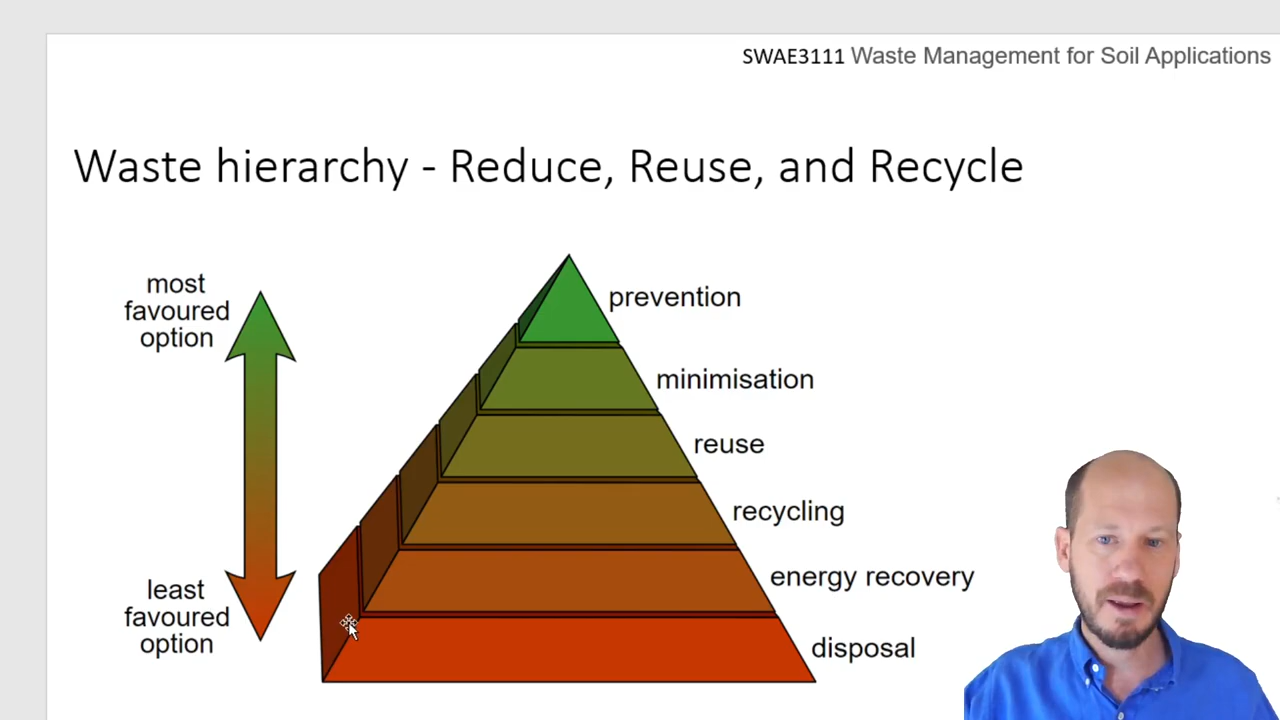 SWAE3111 Waste Management for Soil Applications
Waste hierarchy - Reduce, Reuse, and Recycle
most
favoured
option
prevention
minimisation
reuse
recycling
energy recovery
disposal
least
favoured
option